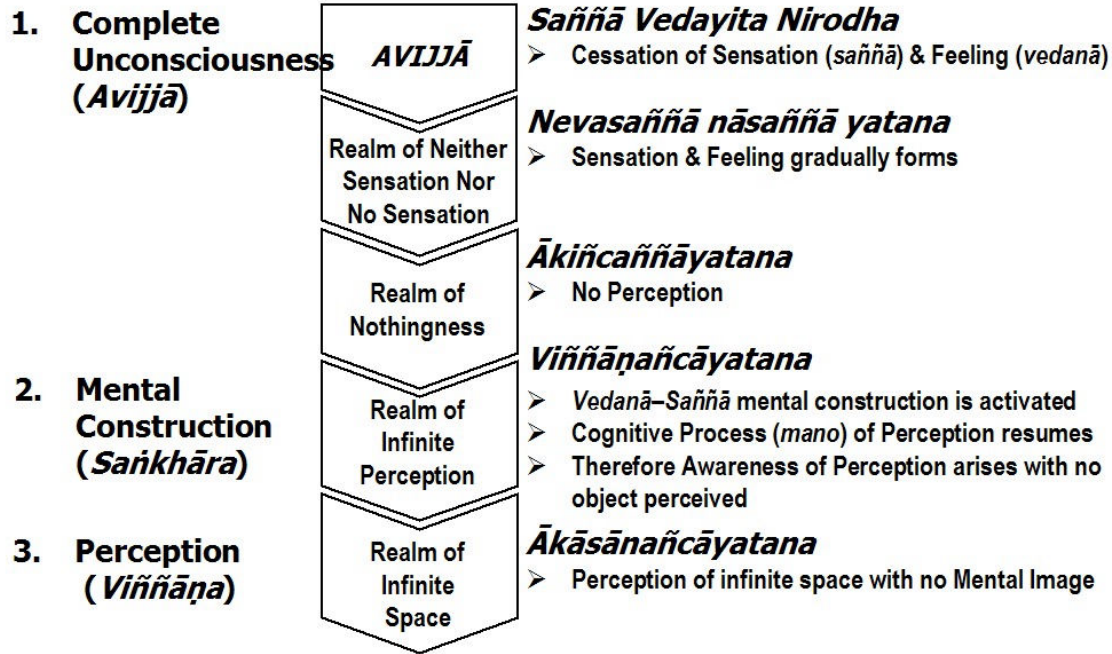 1. Complete
Unconsciousness
(Avijjā)
AVIJJĀ
Saññā Vedayita Nirodha
➤ Cessation of Sensation (saññā) & Feeling (vedanā)
Realm of Neither
Sensation Nor
No Sensation
Nevasaññā nāsaññā yatana
➤ Sensation & Feeling gradually forms
Realm of
Nothingness
Ākiñcaññāyatana
➤ No Perception
2. Mental
Construction
(Saṅkhāra)
Realm of
Infinite
Perception
Viññāṇañcāyatana
➤ Vedanā–Saññā mental construction is activated
➤ Cognitive Process (mano) of Perception resumes
➤ Therefore Awareness of Perception arises with no
object perceived
3. Perception
(Viññāṇa)
Realm of
Infinite
Space
Ākāsānañcāyatana
➤ Perception of infinite space with no Mental Image